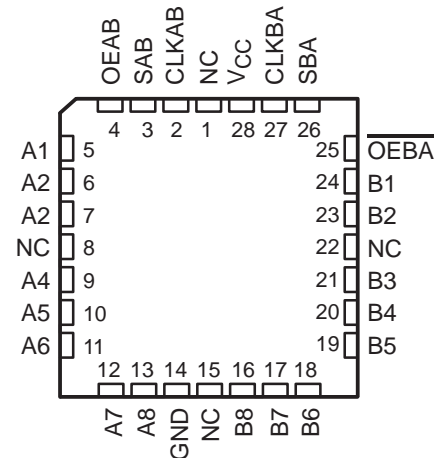 OEAB
SAB
CLKAB
NC
VCC
CLKBA
SBA
4 3 2 1 28 27 26
A1 5 25 OEBA
A2 6 24 B1
A2 7 23 B2
NC 8 22 NC
A4 9 21 B3
A5 10 20 B4
A6 11 19 B5
12 13 14 15 16 17 18
A7
A8
GND
NC
B8
B7
B6